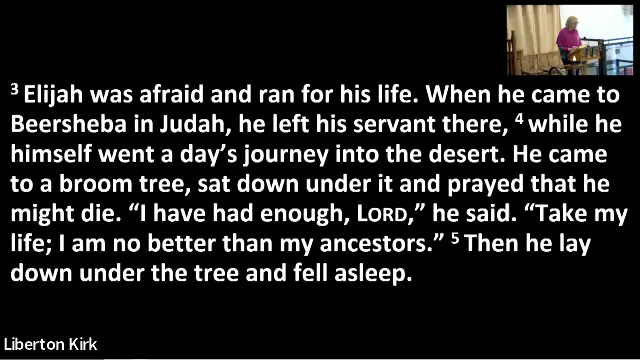 ³ Elijah was afraid and ran for his life. When he came to
Beersheba in Judah, he left his servant there, ⁴ while he
himself went a day’s journey into the desert. He came
to a broom tree, sat down under it and prayed that he
might die. “I have had enough, LORD,” he said. “Take my
life; I am no better than my ancestors.” ⁵ Then he lay
down under the tree and fell asleep.
Liberton Kirk